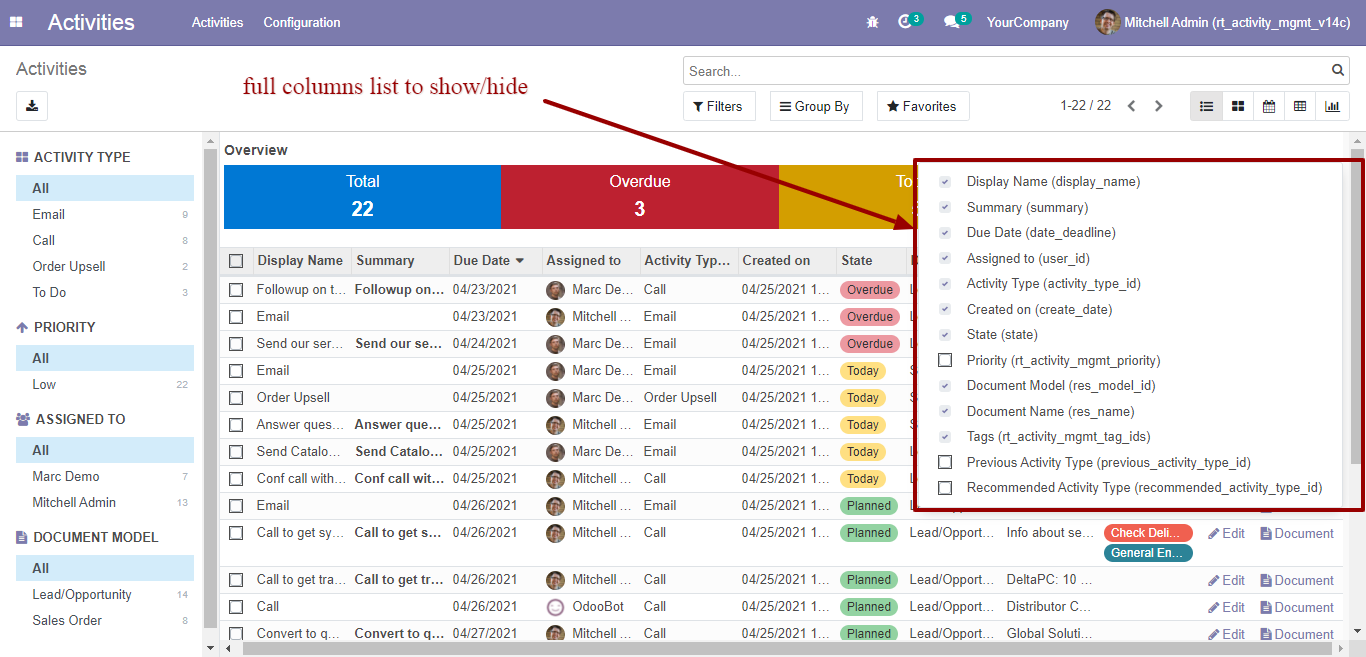 Activities Activities Configuration 3 5 YourCompany Mitchell Admin (rt_activity_mgmt_v14c)
Activities
Search...
full columns list to show/hide
Filters Group By Favorites 1-22 / 22
ACTIVITY TYPE
All
Email 9
Call 8
Order Upsell 2
To Do 3
PRIORITY
All
Low 22
ASSIGNED TO
All
Marc Demo 7
Mitchell Admin 13
DOCUMENT MODEL
All
Lead/Opportunity 14
Sales Order 8
Overview
Total Overdue To
22 3
Display Name Summary Due Date Assigned to Activity Typ... Created on State
Followup on t... Followup on... 04/23/2021 Marc De... Call 04/25/2021 1... Overdue
Email 04/23/2021 Mitchell ... Email 04/25/2021 1... Overdue
Send our ser... Send our se... 04/24/2021 Marc De... Email 04/25/2021 1... Overdue
Email 04/25/2021 Marc De... Email 04/25/2021 1... Today
Order Upsell 04/25/2021 Marc De... Order Upsell 04/25/2021 1... Today
Answer ques... Answer que... 04/25/2021 Mitchell ... Email 04/25/2021 1... Today
Send Catalo... Send Catalo... 04/25/2021 Marc De... Email 04/25/2021 1... Today
Conf call with... Conf call wit... 04/25/2021 Mitchell ... Call 04/25/2021 1... Today
Email 04/26/2021 Mitchell ... Email 04/25/2021 1... Planned
Call to get sy... Call to get s... 04/26/2021 Mitchell ... Call 04/25/2021 1... Planned Lead/Opport... Info about se... Check Deli... Edit Document
General En...
Call to get tra... Call to get tr... 04/26/2021 Mitchell ... Call 04/25/2021 1... Planned Lead/Opport... DeltaPC: 10 ... Edit Document
Call 04/26/2021 OdooBot Call 04/25/2021 1... Planned Lead/Opport... Distributor C... Edit Document
Convert to q... Convert to q... 04/27/2021 Mitchell ... Call 04/25/2021 1... Planned Lead/Opport... Global Soluti... Edit Document
Display Name (display_name)
Summary (summary)
Due Date (date_deadline)
Assigned to (user_id)
Activity Type (activity_type_id)
Created on (create_date)
State (state)
Priority (rt_activity_mgmt_priority)
Document Model (res_model_id)
Document Name (res_name)
Tags (rt_activity_mgmt_tag_ids)
Previous Activity Type (previous_activity_type_id)
Recommended Activity Type (recommended_activity_type_id)